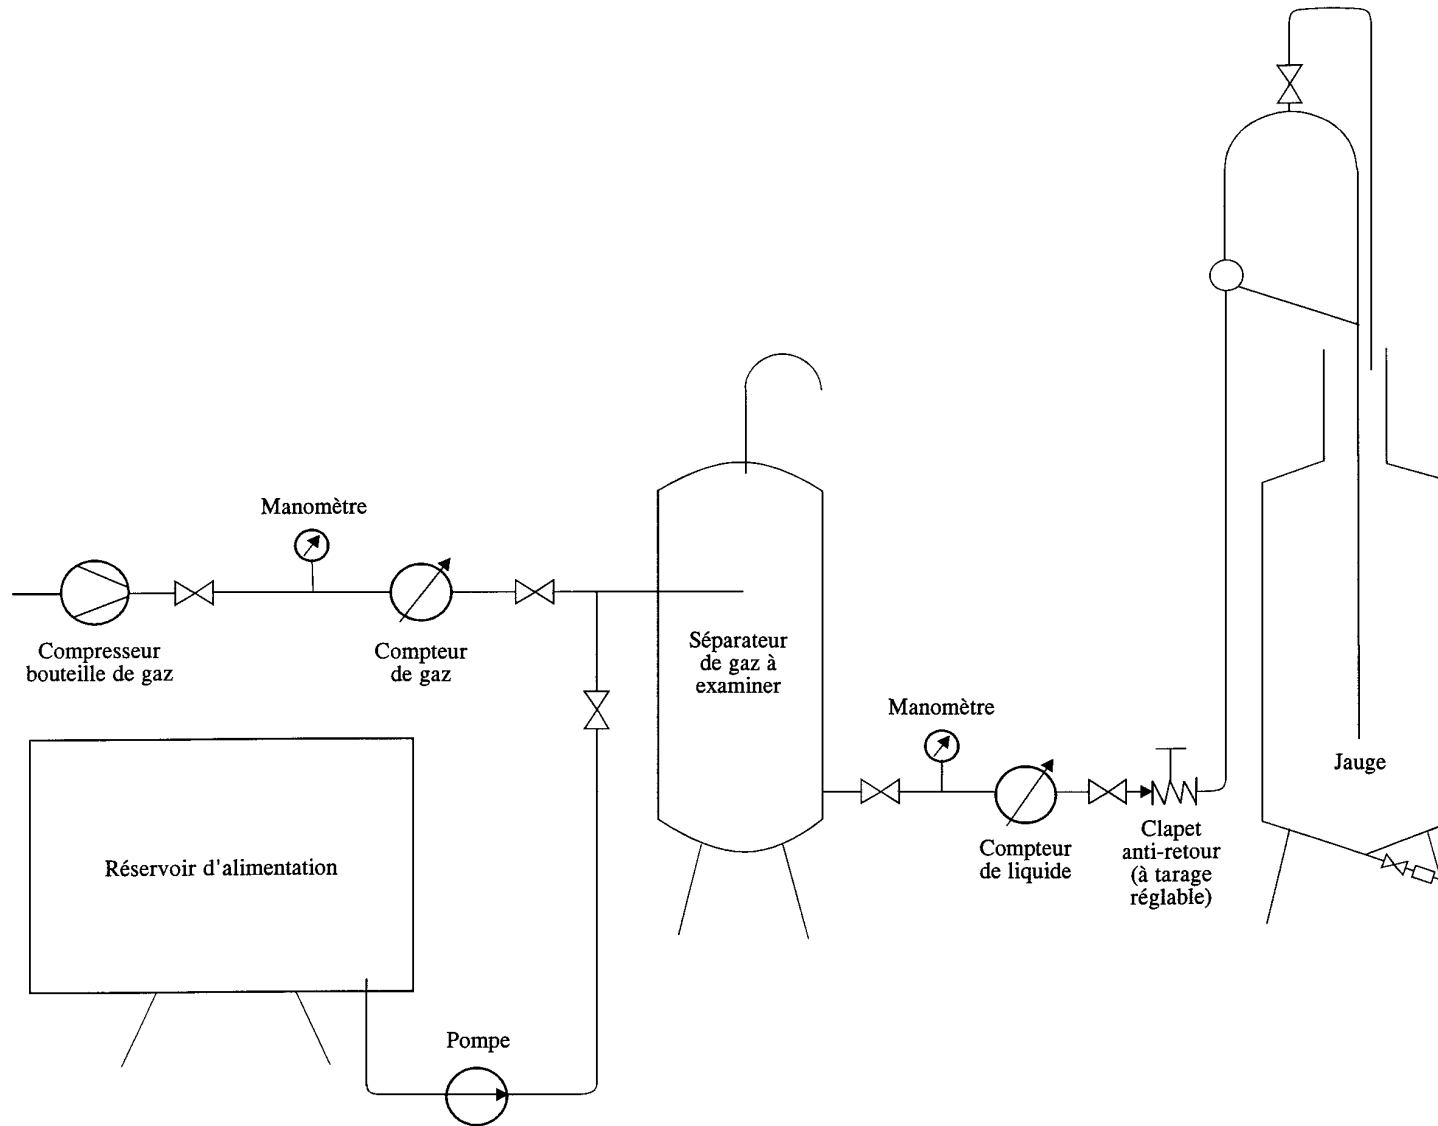 Manomètre
Compresseur
bouteille de gaz
Compteur
de gaz
Séparateur
de gaz à
examiner
Manomètre
Jauge
Clapet
anti-retour
(à tarage
réglable)
Compteur
de liquide
Réservoir d'alimentation
Pompe